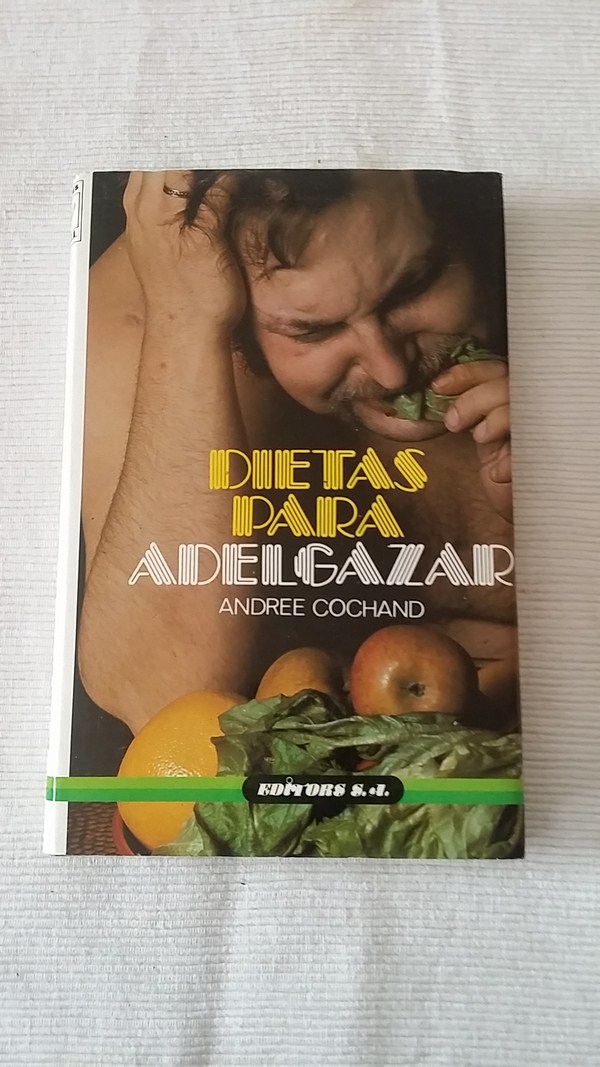 DIETAS
PARA
ADELGAZAR
ANDREE COCHAND
EDITORS S.A.